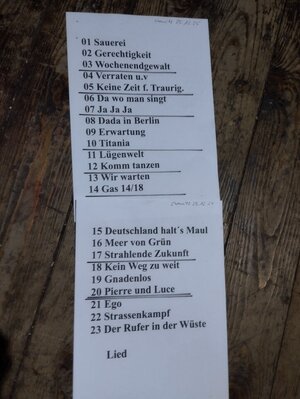 01 Sauerei
02 Gerechtigkeit
03 Wochenendgewalt
04 Verraten u.v
05 Keine Zeit f. Traurig.
06 Da wo man singt
07 Ja Ja Ja
08 Dada in Berlin
09 Erwartung
10 Titania
11 Lügenwelt
12 Komm tanzen
13 Wir warten
14 Gas 14/18
15 Deutschland halt´s Maul
16 Meer von Grün
17 Strahlende Zukunft
18 Kein Weg zu weit
19 Gnadenlos
20 Pierre und Luce
21 Ego
22 Strassenkampf
23 Der Rufer in der Wüste
Lied